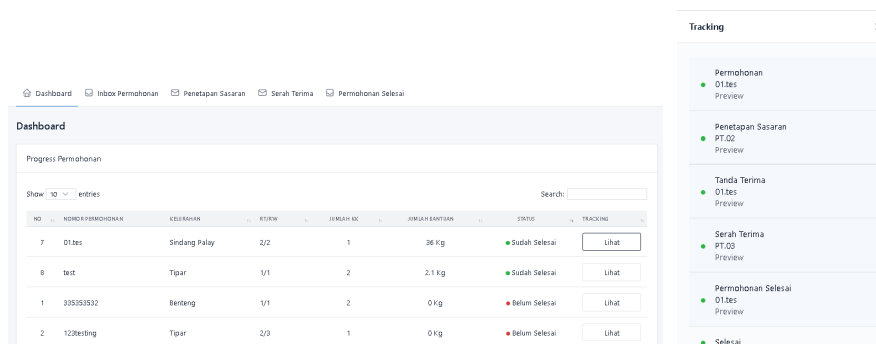 Tracking
Dashboard Inbox Permohonan Penetapan Sasaran Serah Terima Permohonan Selesai
Dashboard
Progress Permohonan
Show 10 entries Search:
NO NOMOR PERMOHONAN KELURAHAN RT/RW JUMLAH KK JUMLAH BANTUAN STATUS TRACKING
7 01.tes Sindang Palay 2/2 1 36 Kg Sudah Selesai Lihat
8 test Tipar 1/1 2 2.1 Kg Sudah Selesai Lihat
1 335353532 Benteng 1/1 2 0 Kg Belum Selesai Lihat
2 123testing Tipar 2/3 1 0 Kg Belum Selesai Lihat
Permohonan
01.tes
Preview
Penetapan Sasaran
PT.02
Preview
Tanda Terima
01.tes
Preview
Serah Terima
PT.03
Preview
Permohonan Selesai
01.tes
Preview
Selesai